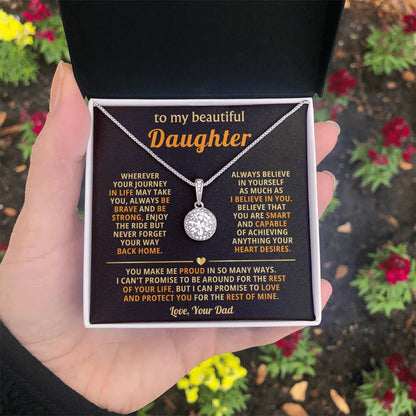 to my beautiful
Daughter
WHEREVER
YOUR JOURNEY
IN LIFE MAY TAKE
YOU, ALWAYS BE
BRAVE AND BE
STRONG, ENJOY
THE RIDE BUT
NEVER FORGET
YOUR WAY
BACK HOME.
ALWAYS BELIEVE
IN YOURSELF
AS MUCH AS
I BELIEVE IN YOU.
BELIEVE THAT
YOU ARE SMART
AND CAPABLE
OF ACHIEVING
ANYTHING YOUR
HEART DESIRES.
YOU MAKE ME PROUD IN SO MANY WAYS.
I CAN'T PROMISE TO BE AROUND FOR THE REST
OF YOUR LIFE, BUT I CAN PROMISE TO LOVE
AND PROTECT YOU FOR THE REST OF MINE.
Love, Your Dad